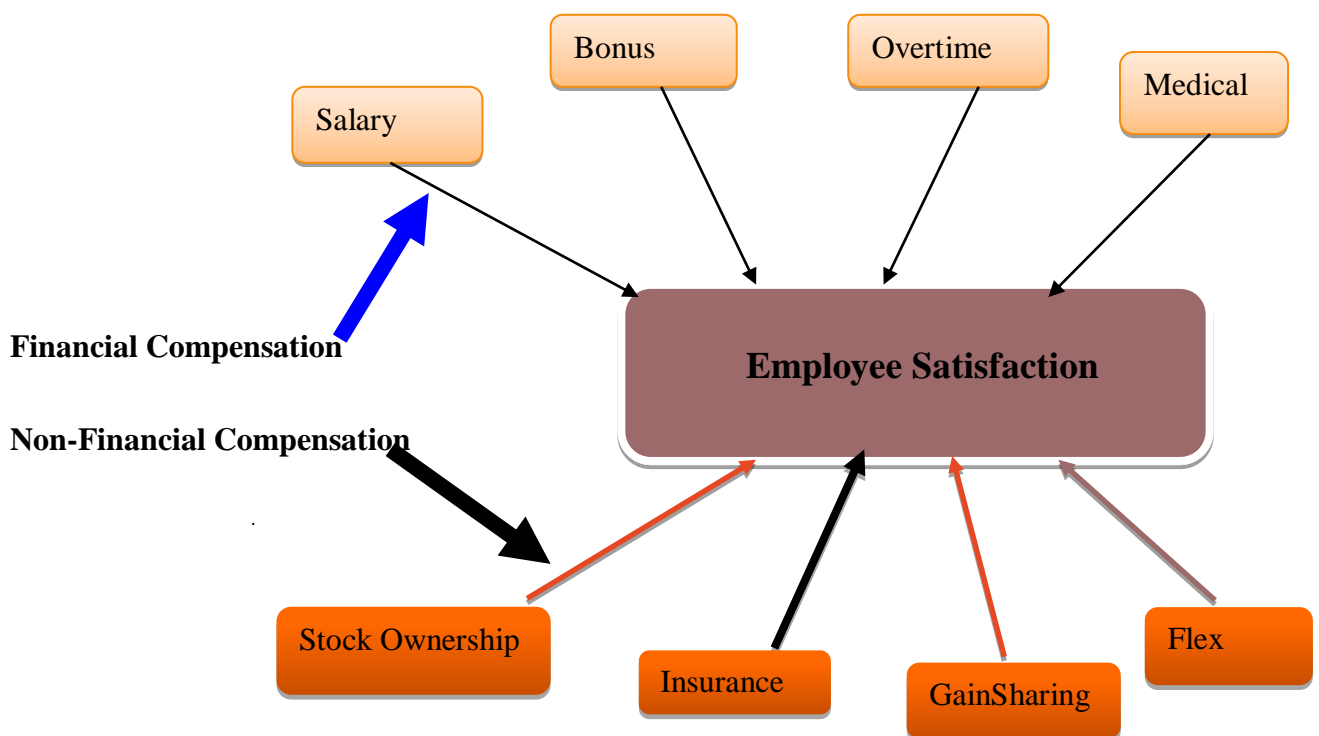 Bonus
Overtime
Medical
Salary
Financial Compensation
Employee Satisfaction
Non-Financial Compensation
.
Stock Ownership
Flex
Insurance
GainSharing